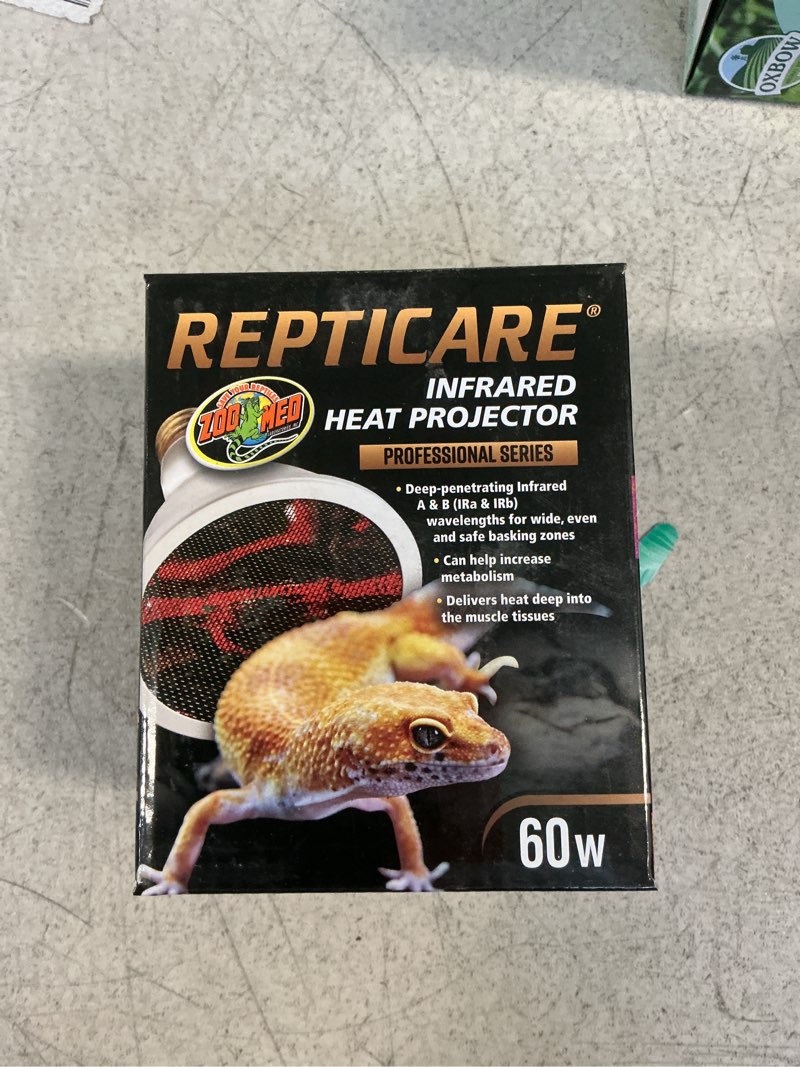 OXBOW
REPTICARE®
INFRARED
HEAT PROJECTOR
ZOO MED
PROFESSIONAL SERIES
• Deep-penetrating Infrared
A & B (IRa & IRb)
wavelengths for wide, even
and safe basking zones
• Can help increase
metabolism
• Delivers heat deep into
the muscle tissues
60W